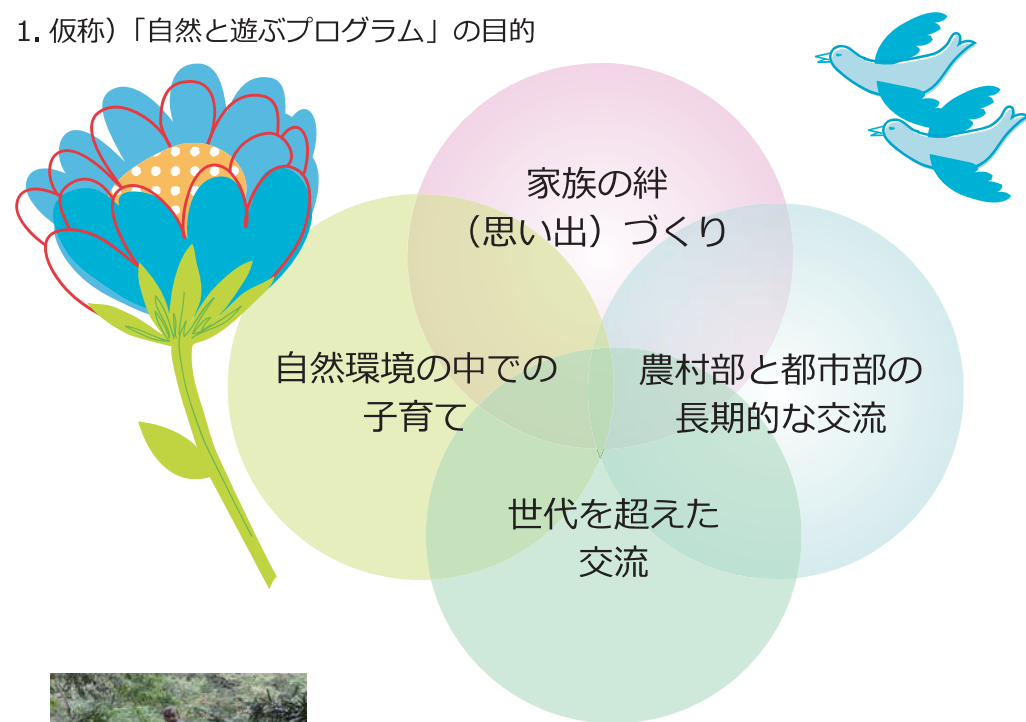 1. 仮称）「自然と遊ぶプログラム」の目的
家族の絆
（思い出）づくり
自然環境の中での
子育て
農村部と都市部の
長期的な交流
世代を超えた
交流